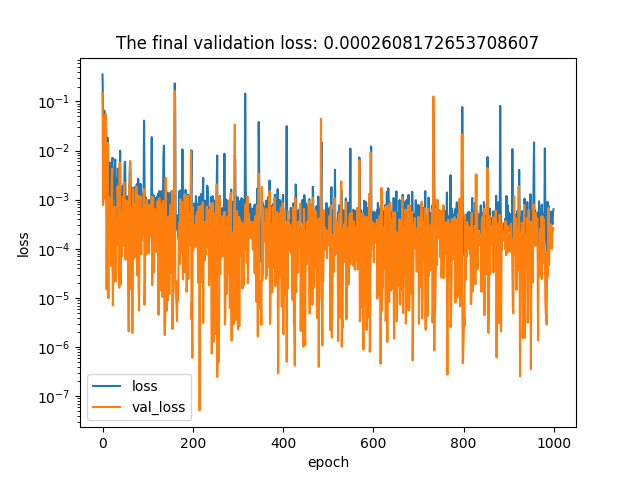 The final validation loss: 0.0002608172653708607
loss
10^{-1}
10^{-2}
10^{-3}
10^{-4}
10^{-5}
10^{-6}
10^{-7}
loss
val_loss
0 200 400 600 800 1000
epoch